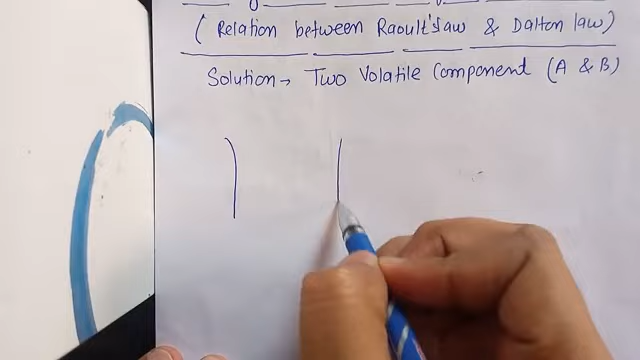 ( Relation between Raoult's law & Dalton law)
Solution → Two Volatile Component (A & B)